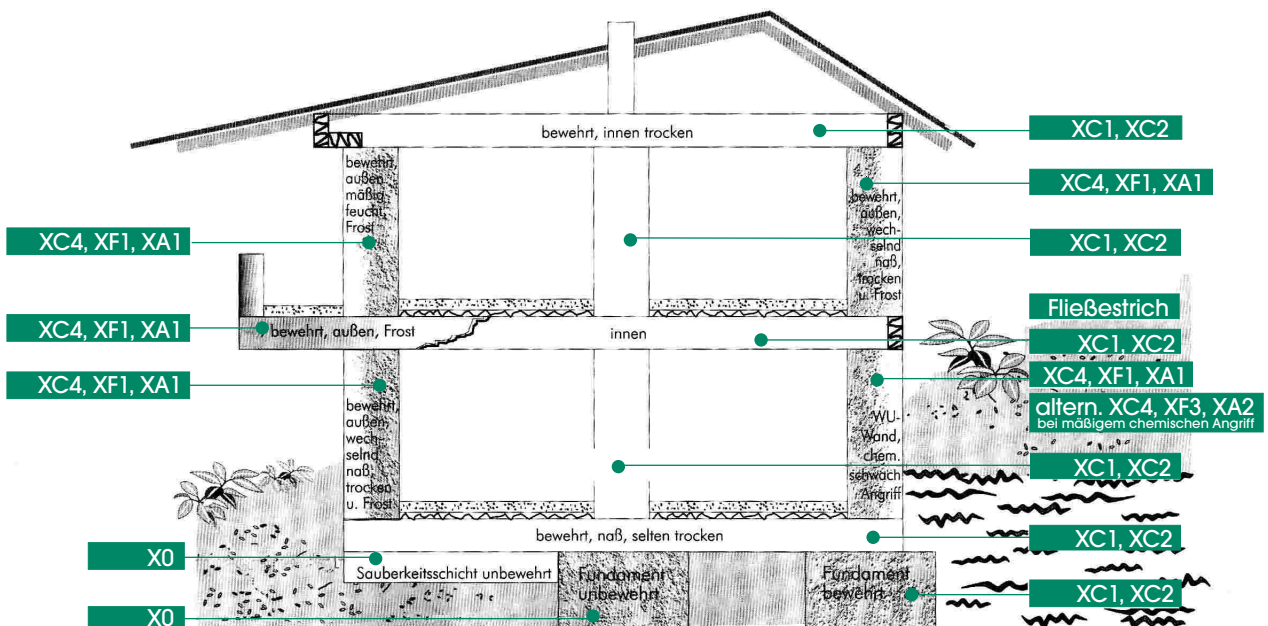 bewehrt, innen trocken
XC1, XC2
bewehrt,
außen
mäßig
feucht,
Frost
XC4, XF1, XA1
bewehrt,
außen,
wech-
selnd
naß,
trocken
u. Frost
XC4, XF1, XA1
XC1, XC2
XC4, XF1, XA1
bewehrt, außen, Frost
innen
Fließestrich
XC1, XC2
XC4, XF1, XA1
bewehrt,
außen,
wech-
selnd
naß,
trocken
u. Frost
XC4, XF1, XA1
altern. XC4, XF3, XA2
bei mäßigem chemischen Angriff
WU-
Wand,
chem.
schwach
Angriff
XC1, XC2
bewehrt, naß, selten trocken
XC1, XC2
X0
Sauberkeitsschicht unbewehrt
Fundament
unbewehrt
Fundament
bewehrt
XC1, XC2
X0